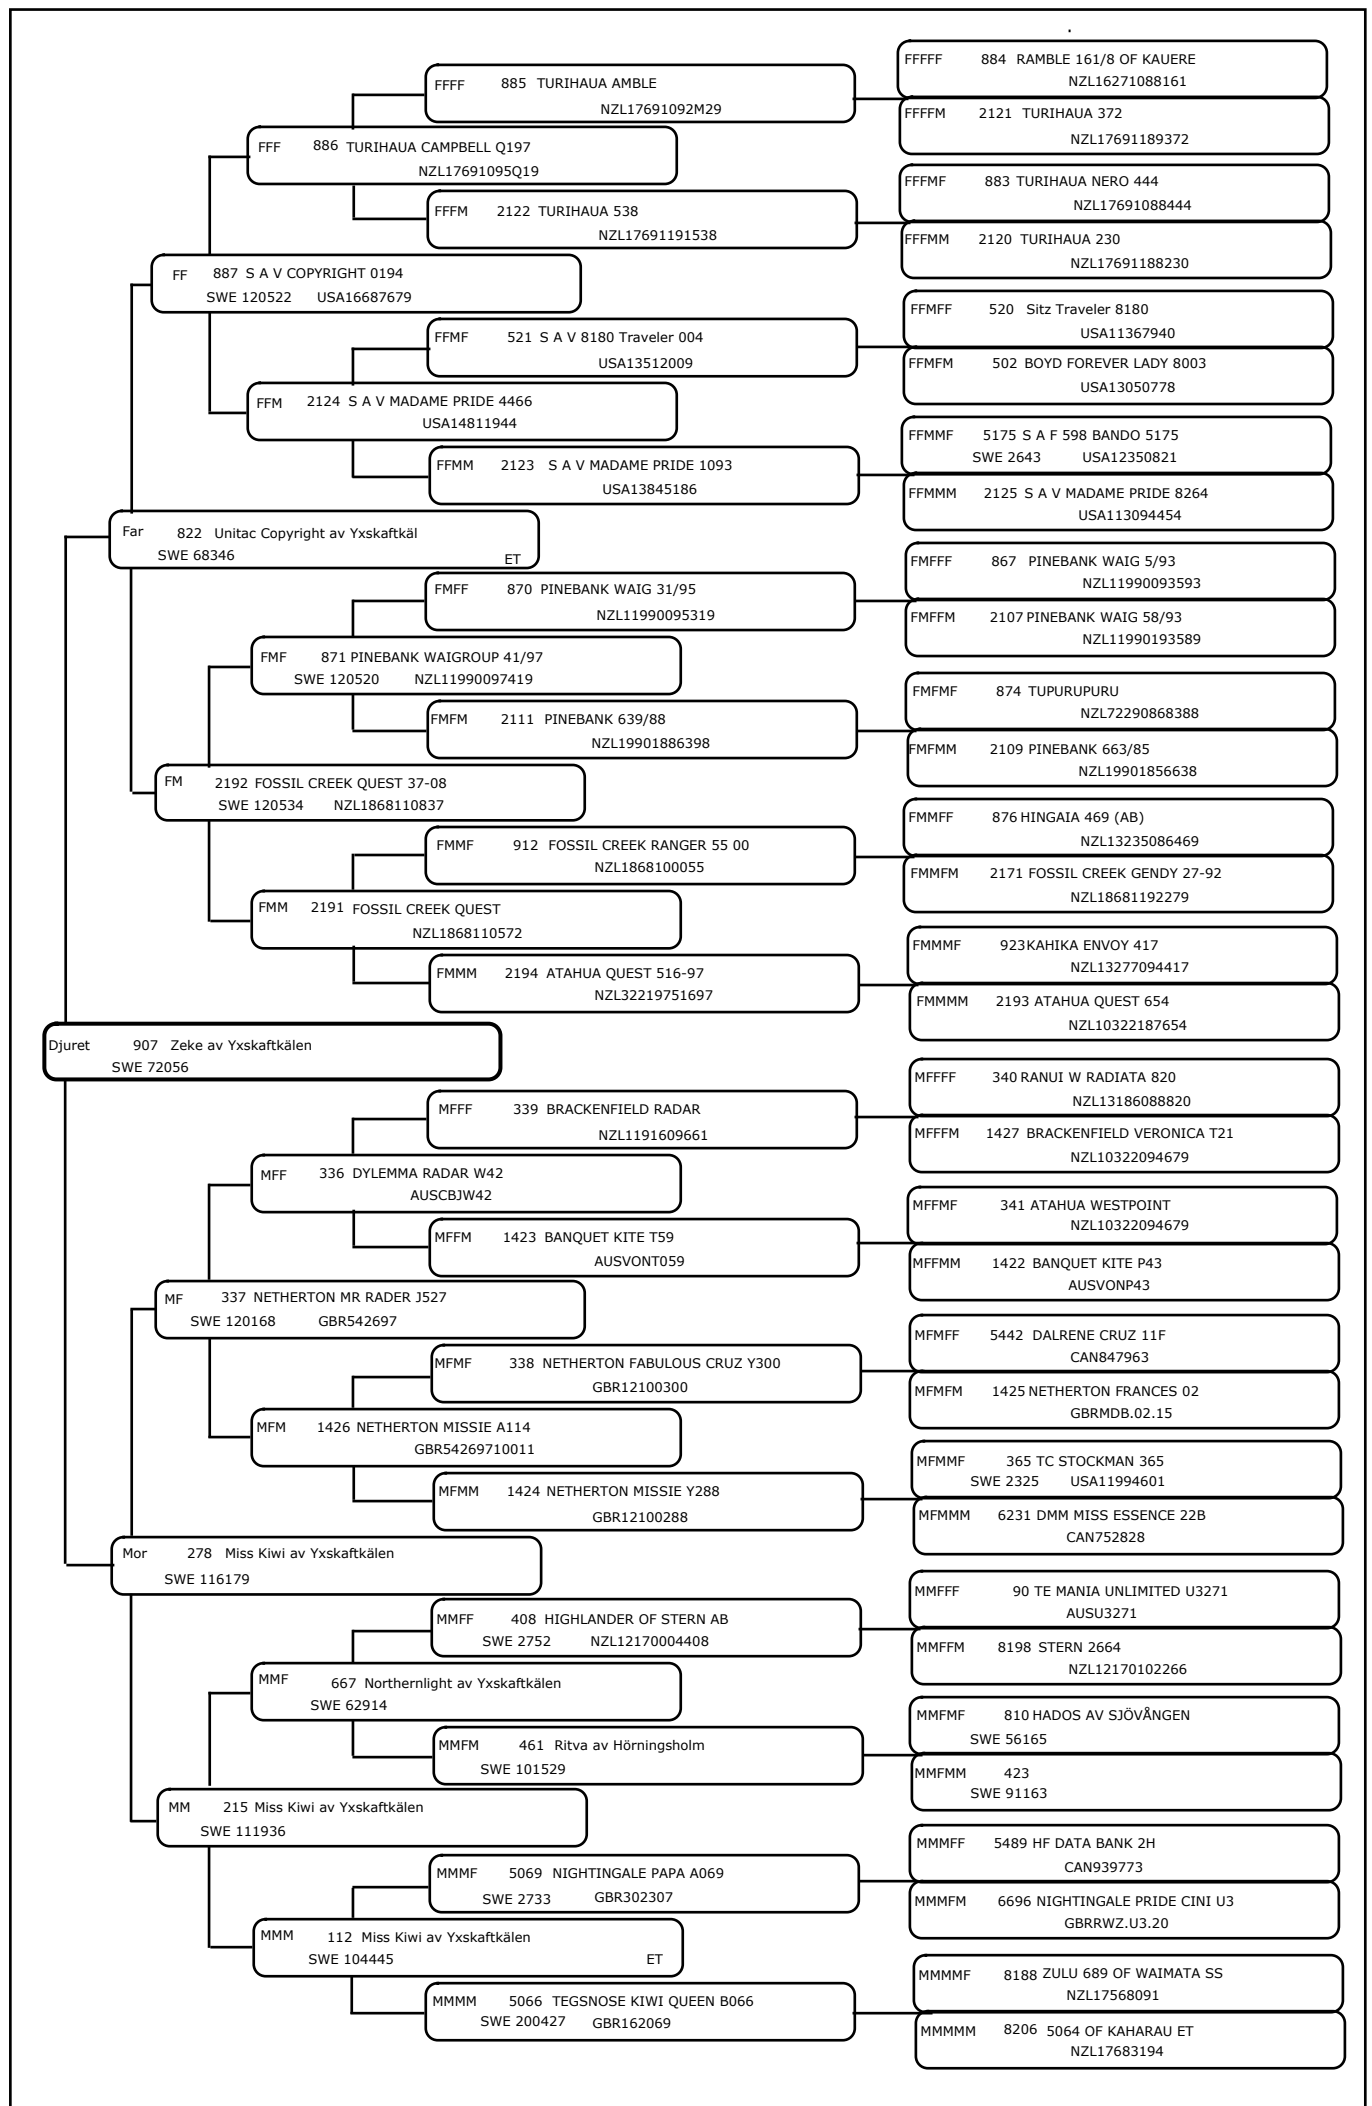 FFFFF 884 RAMBLE 161/8 OF KAUERE
NZL16271088161
FFFF 885 TURIHAUA AMBLE
NZL17691092M29
FFFFM 2121 TURIHAUA 372
NZL17691189372
FFF 886 TURIHAUA CAMPBELL Q197
NZL17691095Q19
FFFMF 883 TURIHAUA NERO 444
NZL17691088444
FFFM 2122 TURIHAUA 538
NZL17691191538
FFFMM 2120 TURIHAUA 230
NZL17691188230
FF 887 S A V COPYRIGHT 0194
SWE 120522 USA16687679
FFMFF 520 Sitz Traveler 8180
USA11367940
FFMF 521 S A V 8180 Traveler 004
USA13512009
FFMFM 502 BOYD FOREVER LADY 8003
USA13050778
FFM 2124 S A V MADAME PRIDE 4466
USA14811944
FFMMF 5175 S A F 598 BANDO 5175
SWE 2643 USA12350821
FFMM 2123 S A V MADAME PRIDE 1093
USA13845186
FFMMM 2125 S A V MADAME PRIDE 8264
USA113094454
Far 822 Unitac Copyright av Yxskaftkäl
SWE 68346 ET
FMFFF 867 PINEBANK WAIG 5/93
NZL11990093593
FMFF 870 PINEBANK WAIG 31/95
NZL11990095319
FMFFM 2107 PINEBANK WAIG 58/93
NZL11990193589
FMF 871 PINEBANK WAIGROUP 41/97
SWE 120520 NZL11990097419
FMFMF 874 TUPURUPURU
NZL72290868388
FMFM 2111 PINEBANK 639/88
NZL19901886398
FMFMM 2109 PINEBANK 663/85
NZL19901856638
FM 2192 FOSSIL CREEK QUEST 37-08
SWE 120534 NZL1868110837
FMMFF 876 HINGAIA 469 (AB)
NZL13235086469
FMMF 912 FOSSIL CREEK RANGER 55 00
NZL1868100055
FMMFM 2171 FOSSIL CREEK GENDY 27-92
NZL18681192279
FMM 2191 FOSSIL CREEK QUEST
NZL1868110572
FMMMF 923 KAHIKA ENVOY 417
NZL13277094417
FMMM 2194 ATAHUA QUEST 516-97
NZL32219751697
FMMMM 2193 ATAHUA QUEST 654
NZL10322187654
Djuret 907 Zeke av Yxskaftkälen
SWE 72056
MFFFF 340 RANUI W RADIATA 820
NZL13186088820
MFFF 339 BRACKENFIELD RADAR
NZL1191609661
MFFFM 1427 BRACKENFIELD VERONICA T21
NZL10322094679
MFF 336 DYLEMMA RADAR W42
AUSCBJW42
MFFMF 341 ATAHUA WESTPOINT
NZL10322094679
MFFM 1423 BANQUET KITE T59
AUSVONT059
MFFMM 1422 BANQUET KITE P43
AUSVONP43
MF 337 NETHERTON MR RADER J527
SWE 120168 GBR542697
MFMFF 5442 DALRENE CRUZ 11F
CAN847963
MFMF 338 NETHERTON FABULOUS CRUZ Y300
GBR12100300
MFMFM 1425 NETHERTON FRANCES 02
GBRMDB.02.15
MFM 1426 NETHERTON MISSIE A114
GBR54269710011
MFMMF 365 TC STOCKMAN 365
SWE 2325 USA11994601
MFMM 1424 NETHERTON MISSIE Y288
GBR12100288
MFMMM 6231 DMM MISS ESSENCE 22B
CAN752828
Mor 278 Miss Kiwi av Yxskaftkälen
SWE 116179
MMFFF 90 TE MANIA UNLIMITED U3271
AUSU3271
MMFF 408 HIGHLANDER OF STERN AB
SWE 2752 NZL12170004408
MMFFM 8198 STERN 2664
NZL12170102266
MMF 667 Northernlight av Yxskaftkälen
SWE 62914
MMFMF 810 HADOS AV SJÖVÅNGEN
SWE 56165
MMFM 461 Ritva av Hörningsholm
SWE 101529
MMFMM 423
SWE 91163
MM 215 Miss Kiwi av Yxskaftkälen
SWE 111936
MMMFF 5489 HF DATA BANK 2H
CAN939773
MMMF 5069 NIGHTINGALE PAPA A069
SWE 2733 GBR302307
MMMFM 6696 NIGHTINGALE PRIDE CINI U3
GBRRWZ.U3.20
MMM 112 Miss Kiwi av Yxskaftkälen
SWE 104445 ET
MMMMF 8188 ZULU 689 OF WAIMATA SS
NZL17568091
MMMM 5066 TEGSNOSE KIWI QUEEN B066
SWE 200427 GBR162069
MMMMM 8206 5064 OF KAHARAU ET
NZL17683194